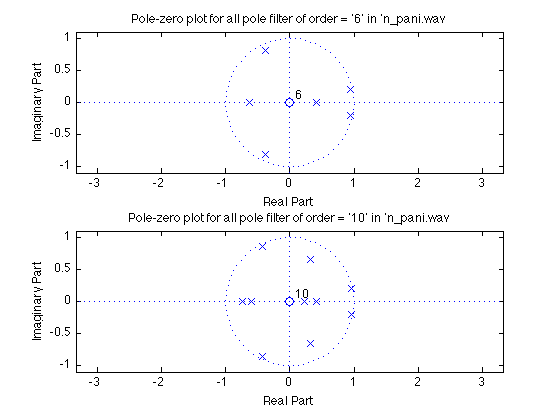 Pole-zero plot for all pole filter of order = '6' in 'n_pani.wav
Imaginary Part
1
0.5
0
-0.5
-1
6
-3 -2 -1 0 1 2 3
Real Part
Pole-zero plot for all pole filter of order = '10' in 'n_pani.wav
Imaginary Part
1
0.5
0
-0.5
-1
10
-3 -2 -1 0 1 2 3
Real Part